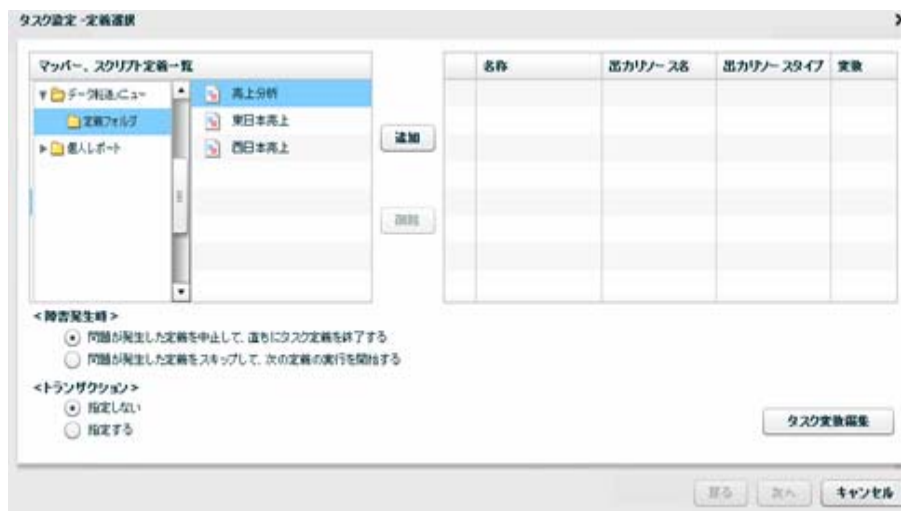 タスク設定 -定義選択
マッパー、スクリプト定義一覧
データ転送メニュー
定義フォルダ
個人レポート
売上分析
東日本売上
西日本売上
追加
削除
名称 出力リソース名 出力リソースタイプ 変数
<障害発生時>
問題が発生した定義を中止して、直ちにタスク定義を終了する
問題が発生した定義をスキップして、次の定義の実行を開始する
<トランザクション>
指定しない
指定する
タスク変数編集
戻る 次へ キャンセル